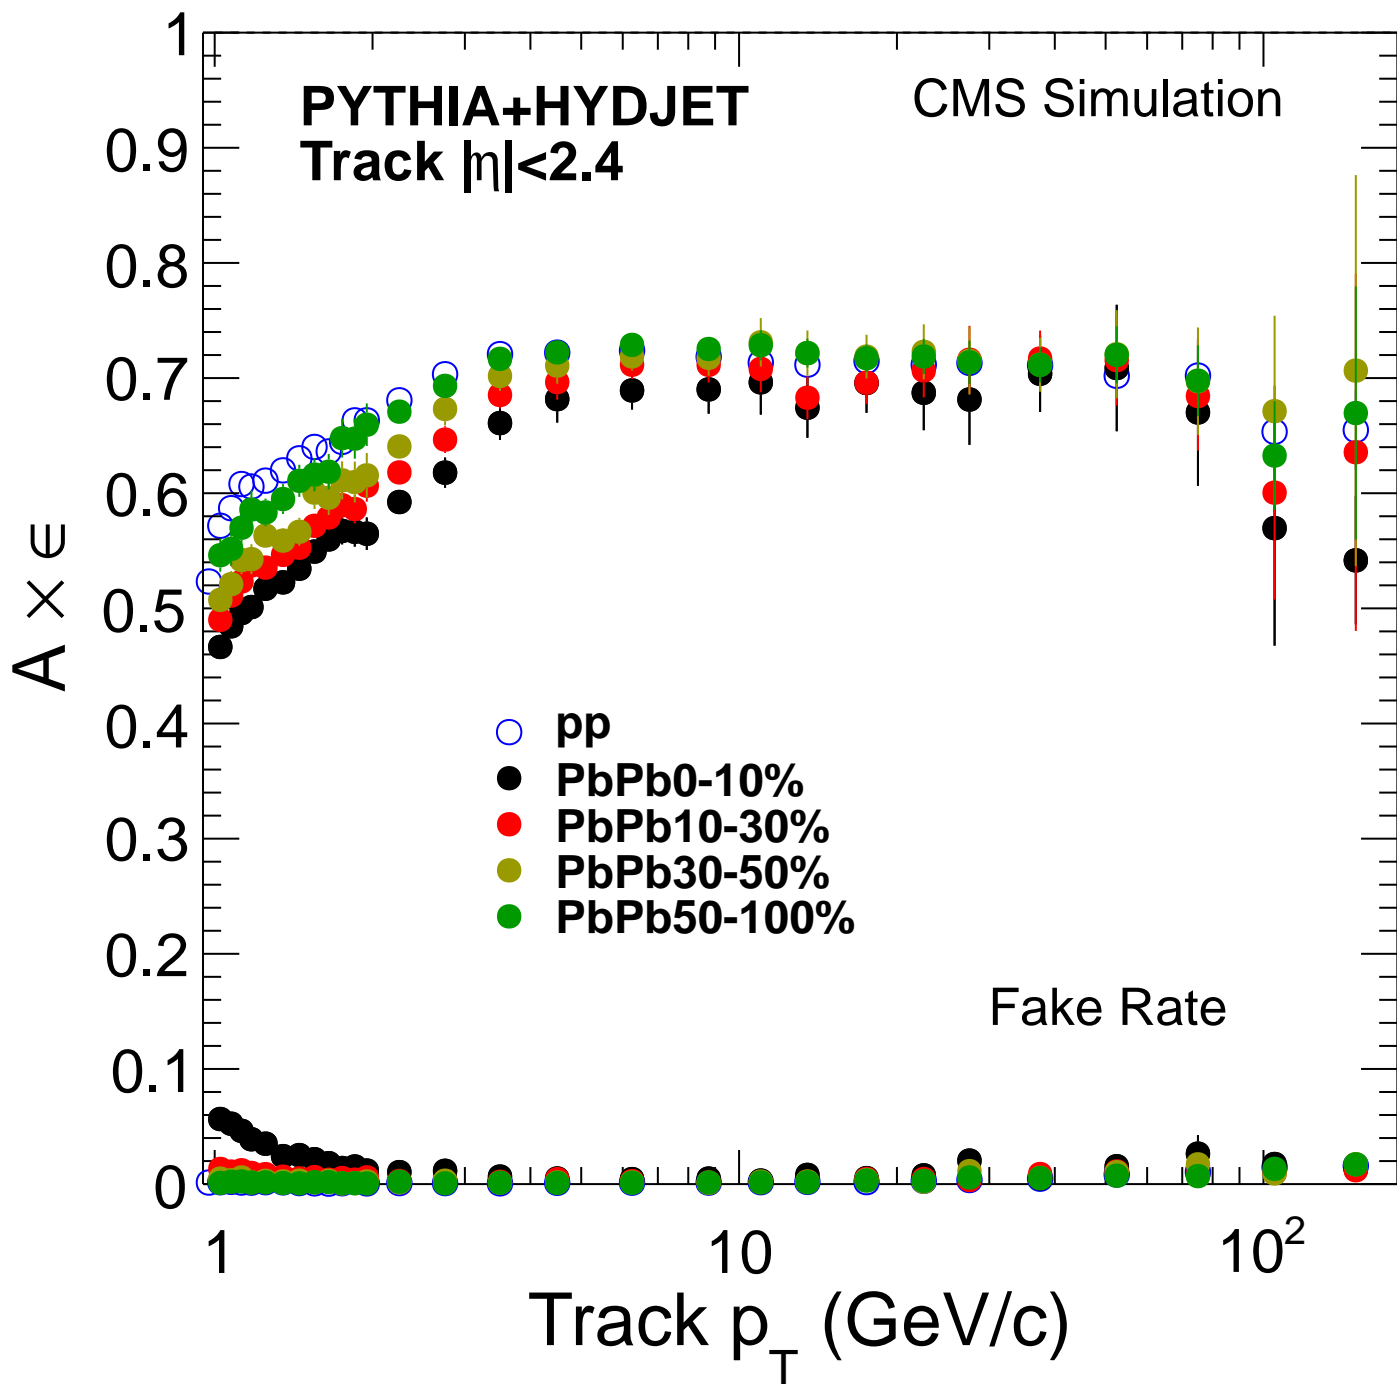 1
0.9
0.8
0.7
0.6
0.5
0.4
0.3
0.2
0.1
0
A × ϵ
PYTHIA+HYDJET
Track |η|<2.4
CMS Simulation
pp
PbPb0-10%
PbPb10-30%
PbPb30-50%
PbPb50-100%
Fake Rate
1 10 10²
Track p_T (GeV/c)